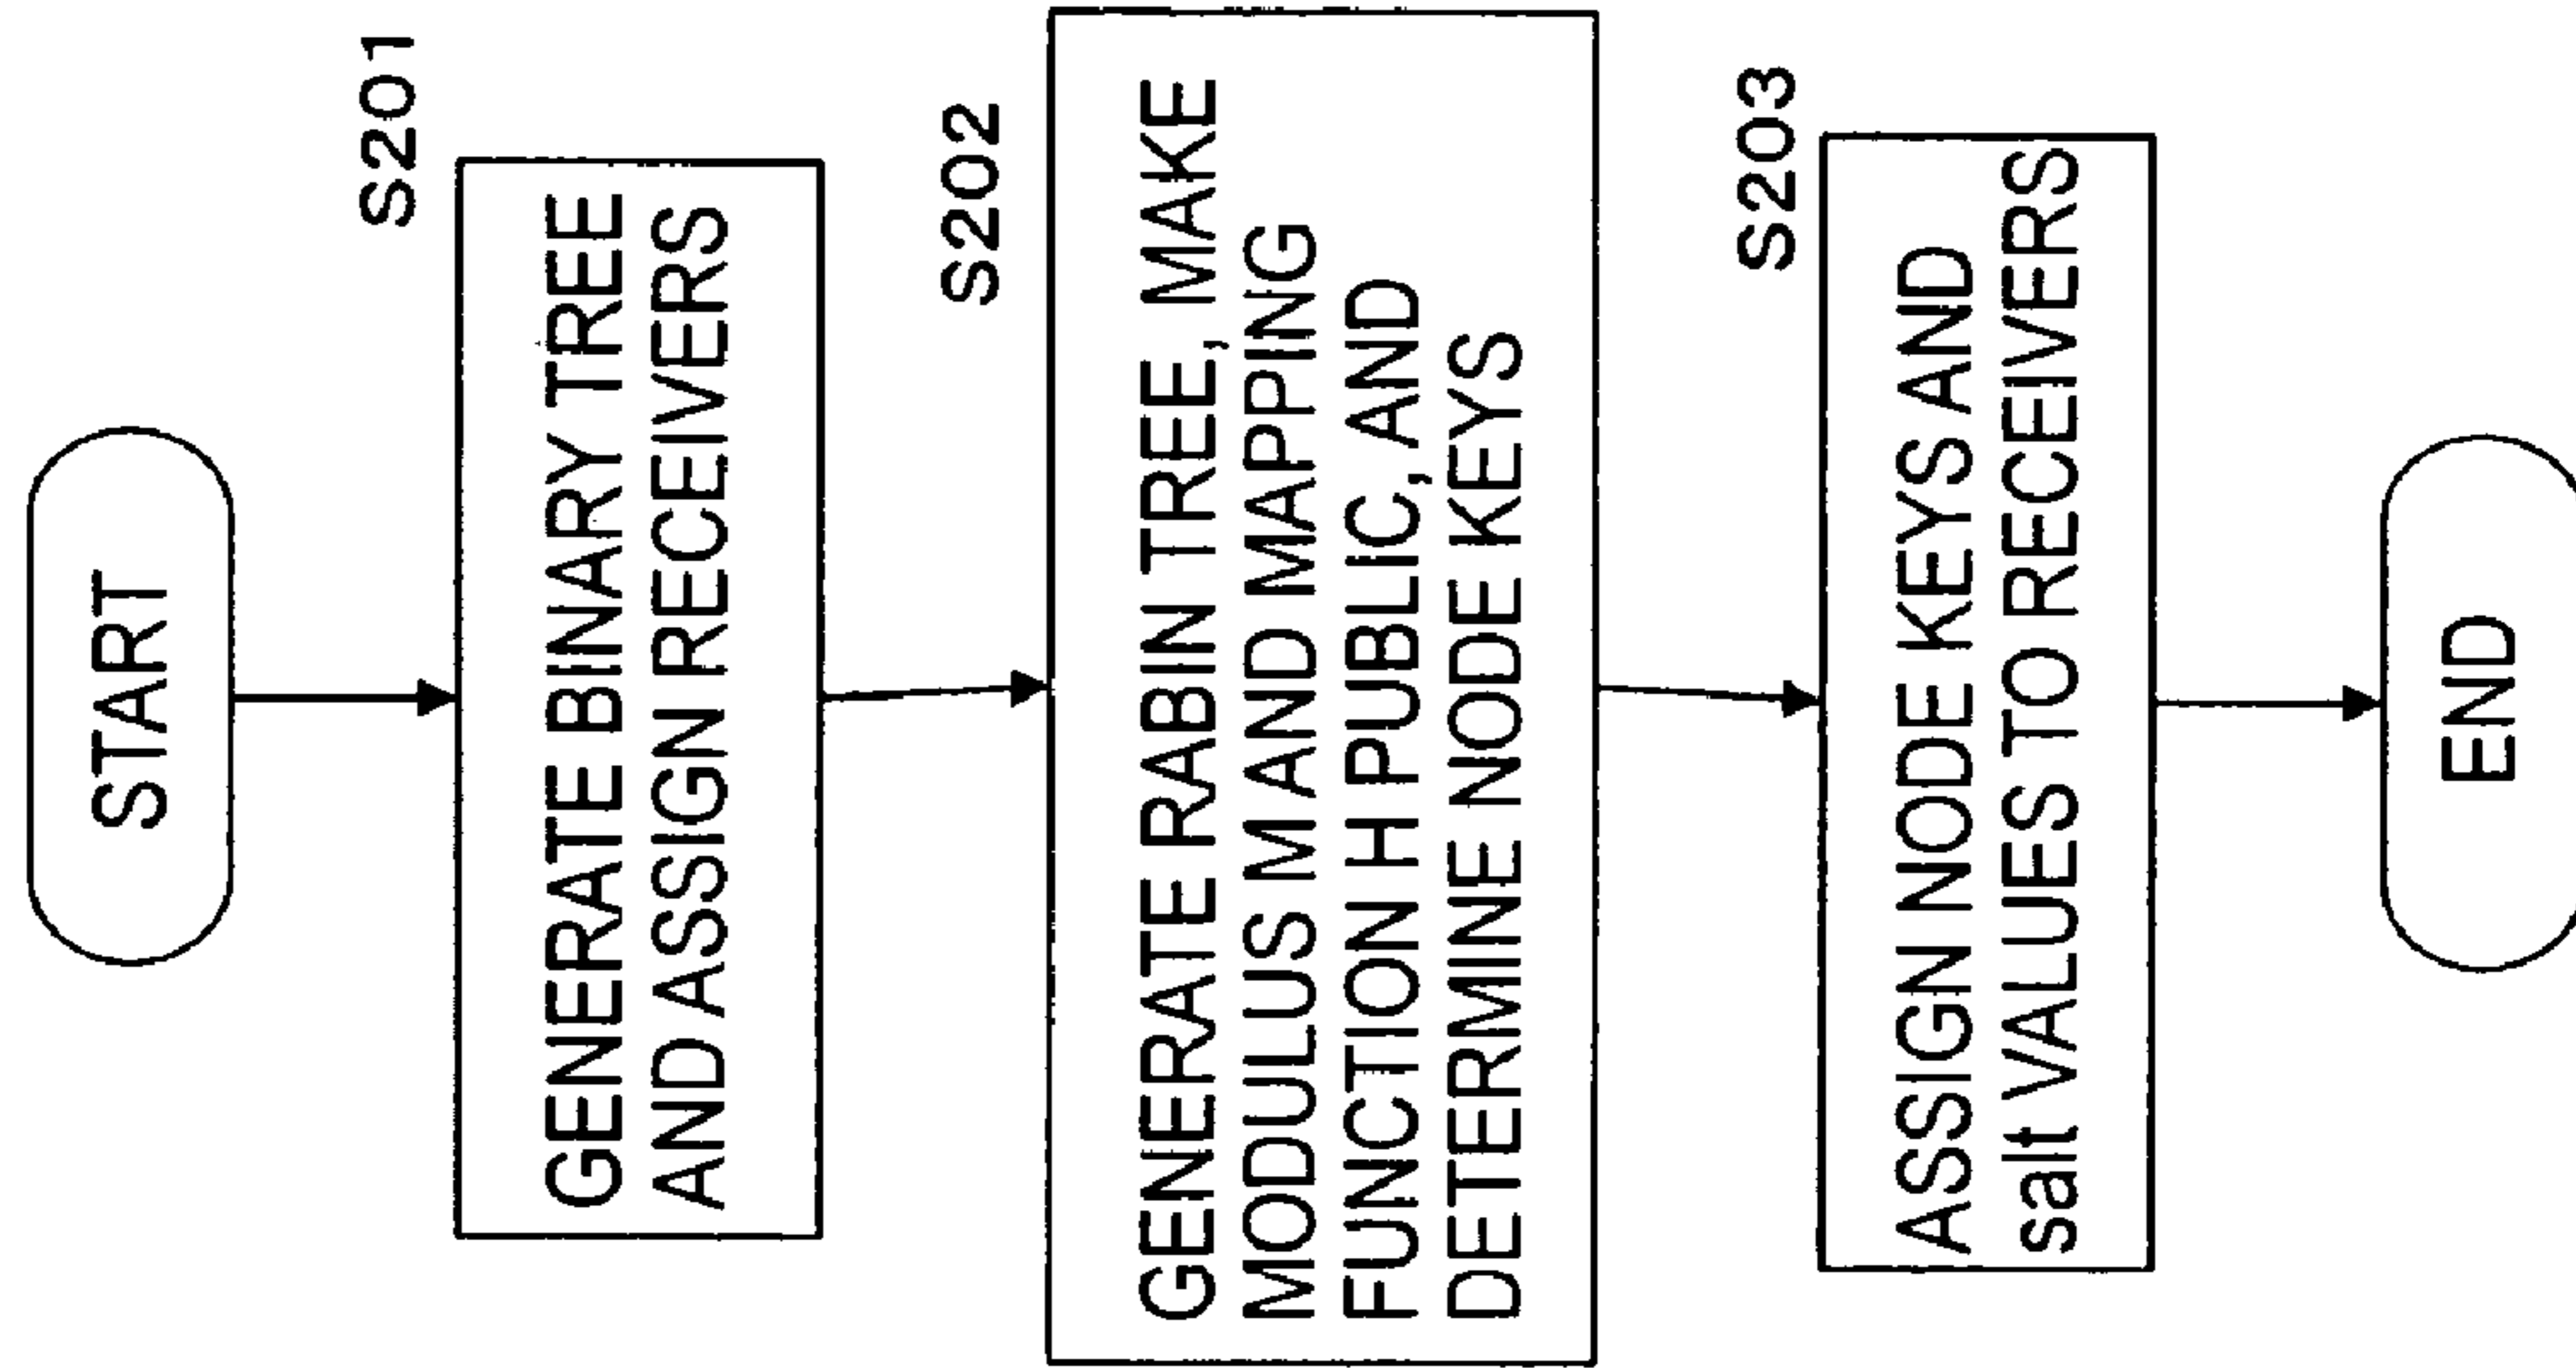 START
S201
GENERATE BINARY TREE
AND ASSIGN RECEIVERS
S202
GENERATE RABIN TREE, MAKE
MODULUS M AND MAPPING
FUNCTION H PUBLIC, AND
DETERMINE NODE KEYS
S203
ASSIGN NODE KEYS AND
salt VALUES TO RECEIVERS
END